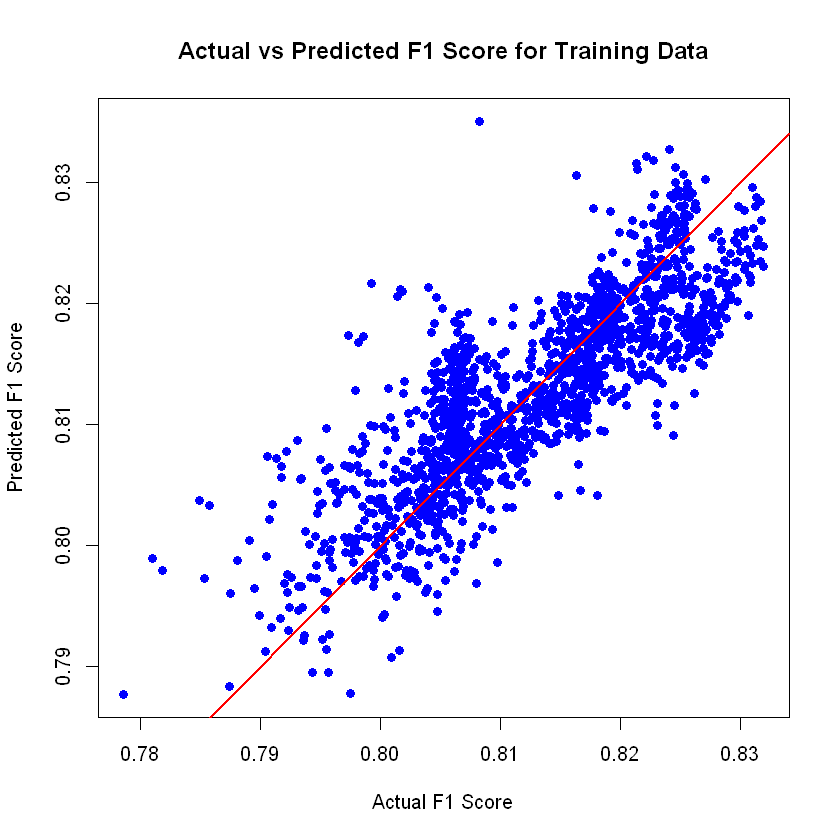 Actual vs Predicted F1 Score for Training Data
Predicted F1 Score
0.83
0.82
0.81
0.80
0.79
0.78 0.79 0.80 0.81 0.82 0.83
Actual F1 Score